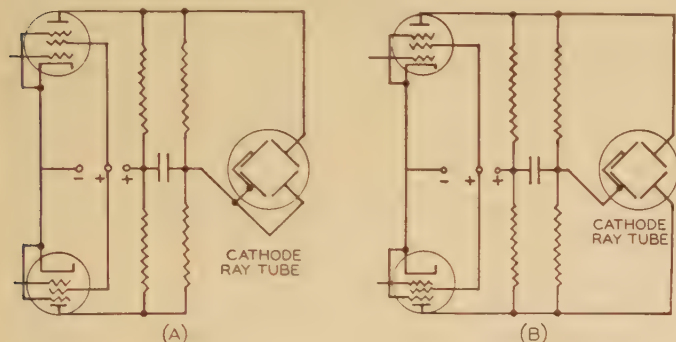 - + +
CATHODE
RAY TUBE
(A)
- + +
CATHODE
RAY TUBE
(B)